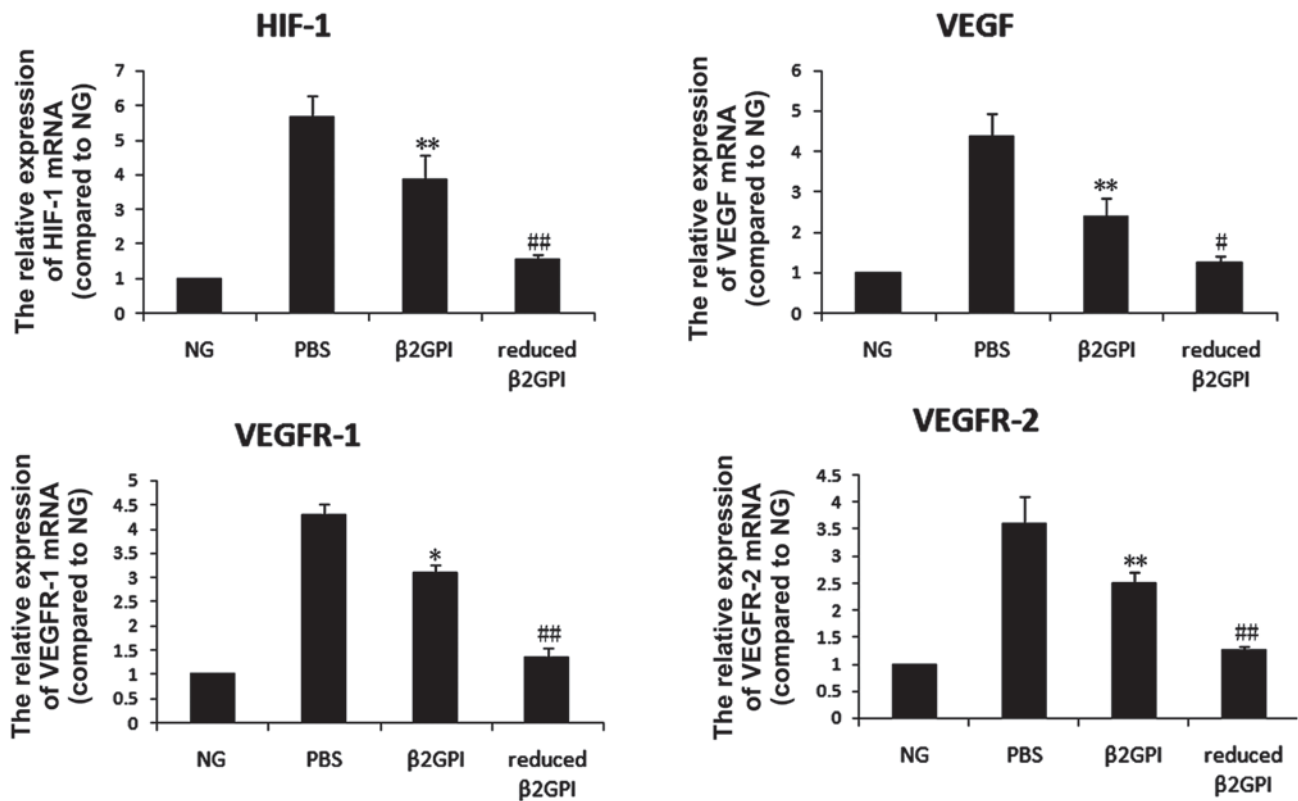 HIF-1
The relative expression
of HIF-1 mRNA
(compared to NG)
7
6
5
4
3
2
1
0
**
##
NG PBS β2GPI reduced
β2GPI
VEGF
The relative expression
of VEGF mRNA
(compared to NG)
6
5
4
3
2
1
0
**
#
NG PBS β2GPI reduced
β2GPI
VEGFR-1
The relative expression
of VEGFR-1 mRNA
(compared to NG)
5
4.5
4
3.5
3
2.5
2
1.5
1
0.5
0
*
##
NG PBS β2GPI reduced
β2GPI
VEGFR-2
The relative expression
of VEGFR-2 mRNA
(compared to NG)
4.5
4
3.5
3
2.5
2
1.5
1
0.5
0
**
##
NG PBS β2GPI reduced
β2GPI